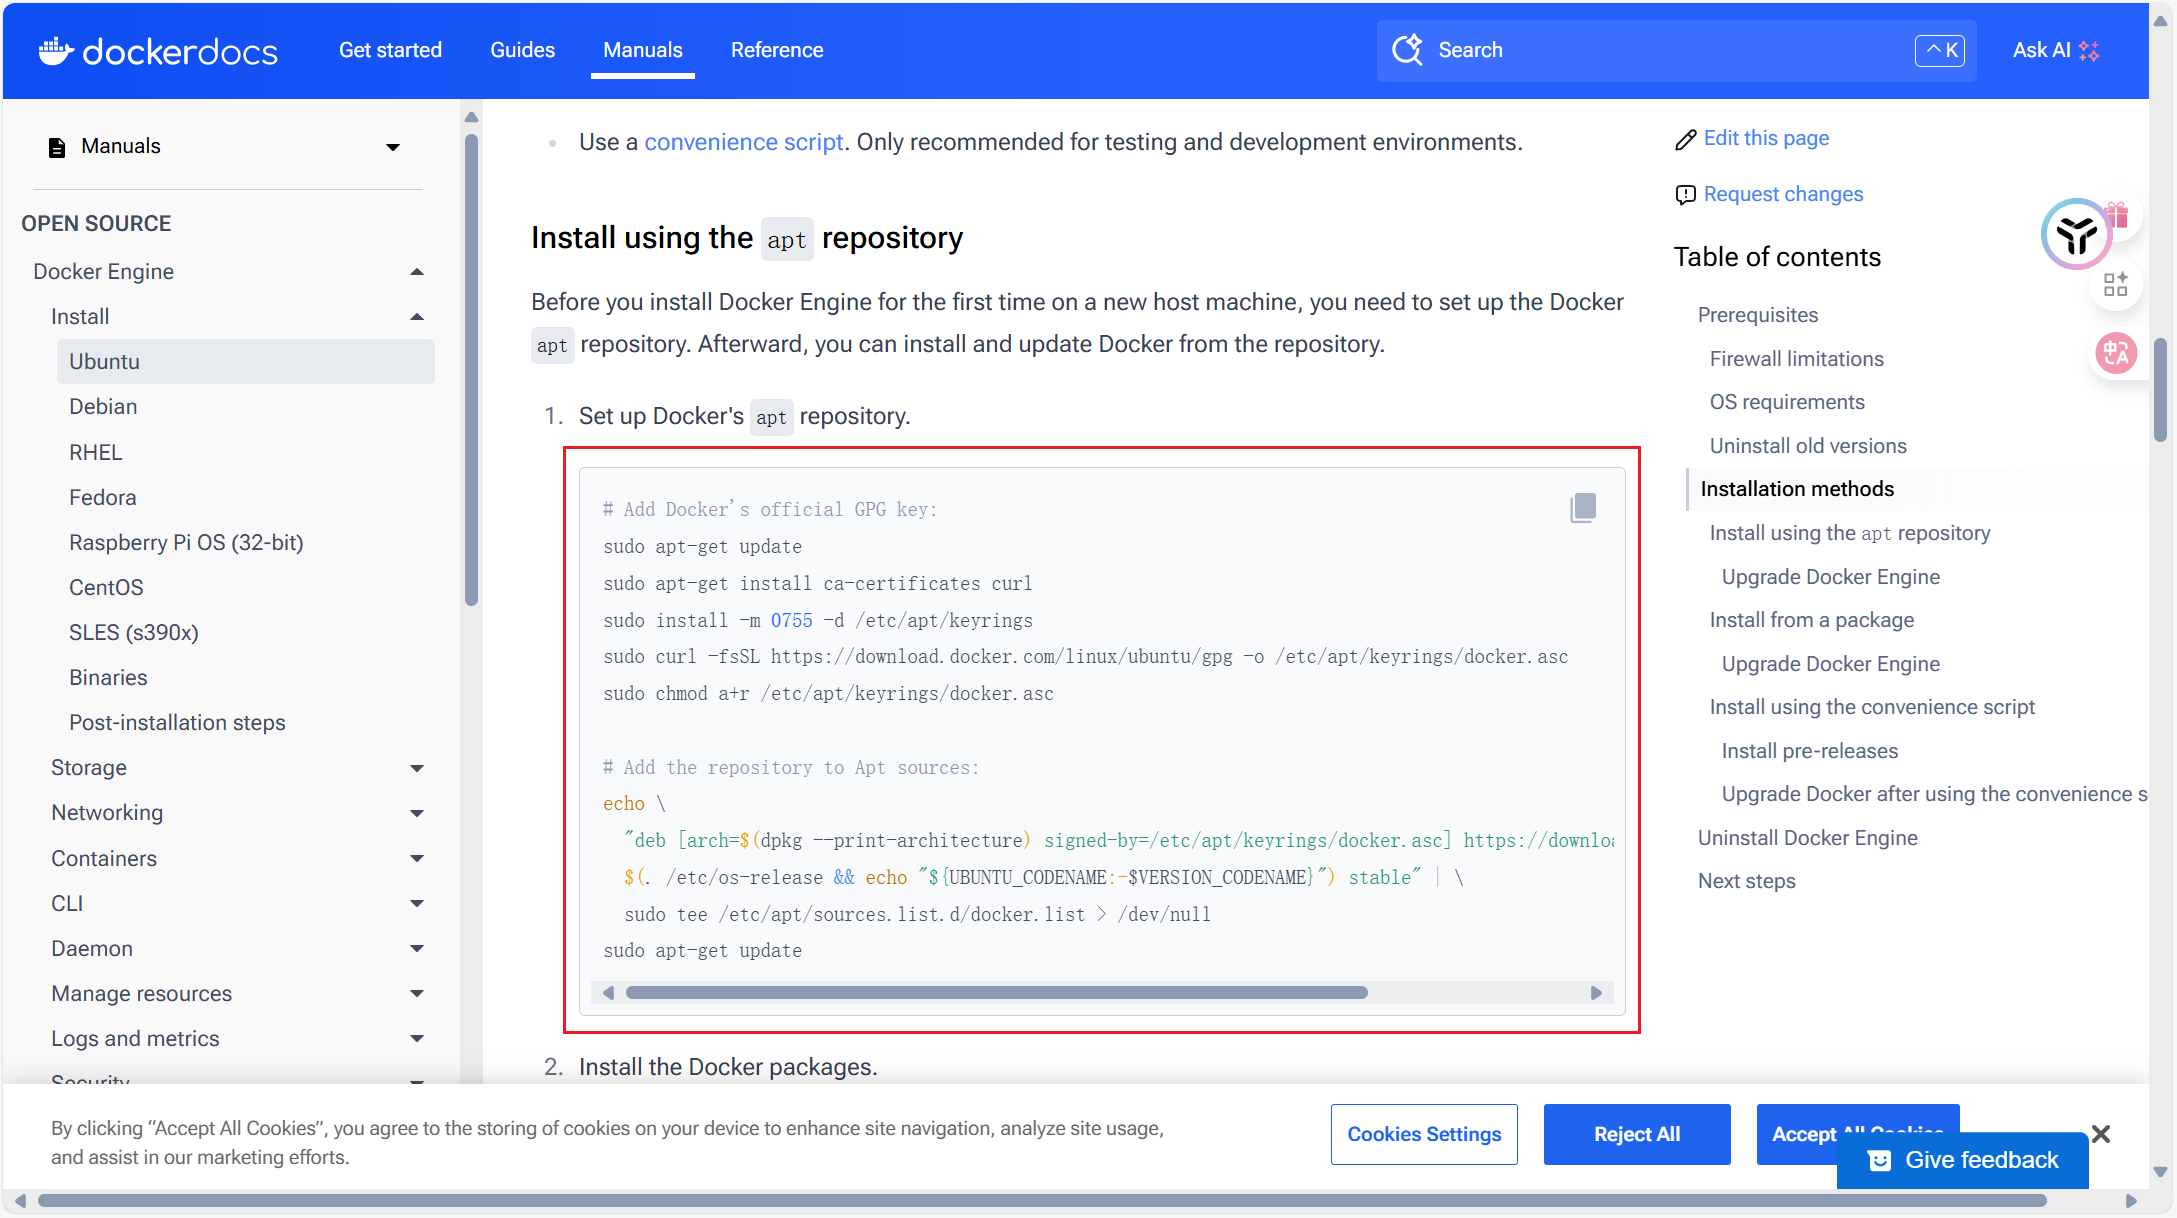 dockerdocs
Get started
Guides
Manuals
Reference
Search
^K
Ask AI
Manuals
OPEN SOURCE
Docker Engine
Install
Ubuntu
Debian
RHEL
Fedora
Raspberry Pi OS (32-bit)
CentOS
SLES (s390x)
Binaries
Post-installation steps
Storage
Networking
Containers
CLI
Daemon
Manage resources
Logs and metrics
Security
Use a convenience script. Only recommended for testing and development environments.
Install using the apt repository
Before you install Docker Engine for the first time on a new host machine, you need to set up the Docker
apt repository. Afterward, you can install and update Docker from the repository.
1. Set up Docker's apt repository.
# Add Docker's official GPG key:
sudo apt-get update
sudo apt-get install ca-certificates curl
sudo install -m 0755 -d /etc/apt/keyrings
sudo curl -fsSL https://download.docker.com/linux/ubuntu/gpg -o /etc/apt/keyrings/docker.asc
sudo chmod a+r /etc/apt/keyrings/docker.asc
# Add the repository to Apt sources:
echo \
"deb [arch=$(dpkg --print-architecture) signed-by=/etc/apt/keyrings/docker.asc] https://downloa
$(. /etc/os-release && echo "${UBUNTU_CODENAME:-$VERSION_CODENAME}") stable" | \
sudo tee /etc/apt/sources.list.d/docker.list > /dev/null
sudo apt-get update
2. Install the Docker packages.
Edit this page
Request changes
Table of contents
Prerequisites
Firewall limitations
OS requirements
Uninstall old versions
Installation methods
Install using the apt repository
Upgrade Docker Engine
Install from a package
Upgrade Docker Engine
Install using the convenience script
Install pre-releases
Upgrade Docker after using the convenience s
Uninstall Docker Engine
Next steps
中A
By clicking “Accept All Cookies”, you agree to the storing of cookies on your device to enhance site navigation, analyze site usage,
and assist in our marketing efforts.
Cookies Settings
Reject All
Accept All Cookies
Give feedback